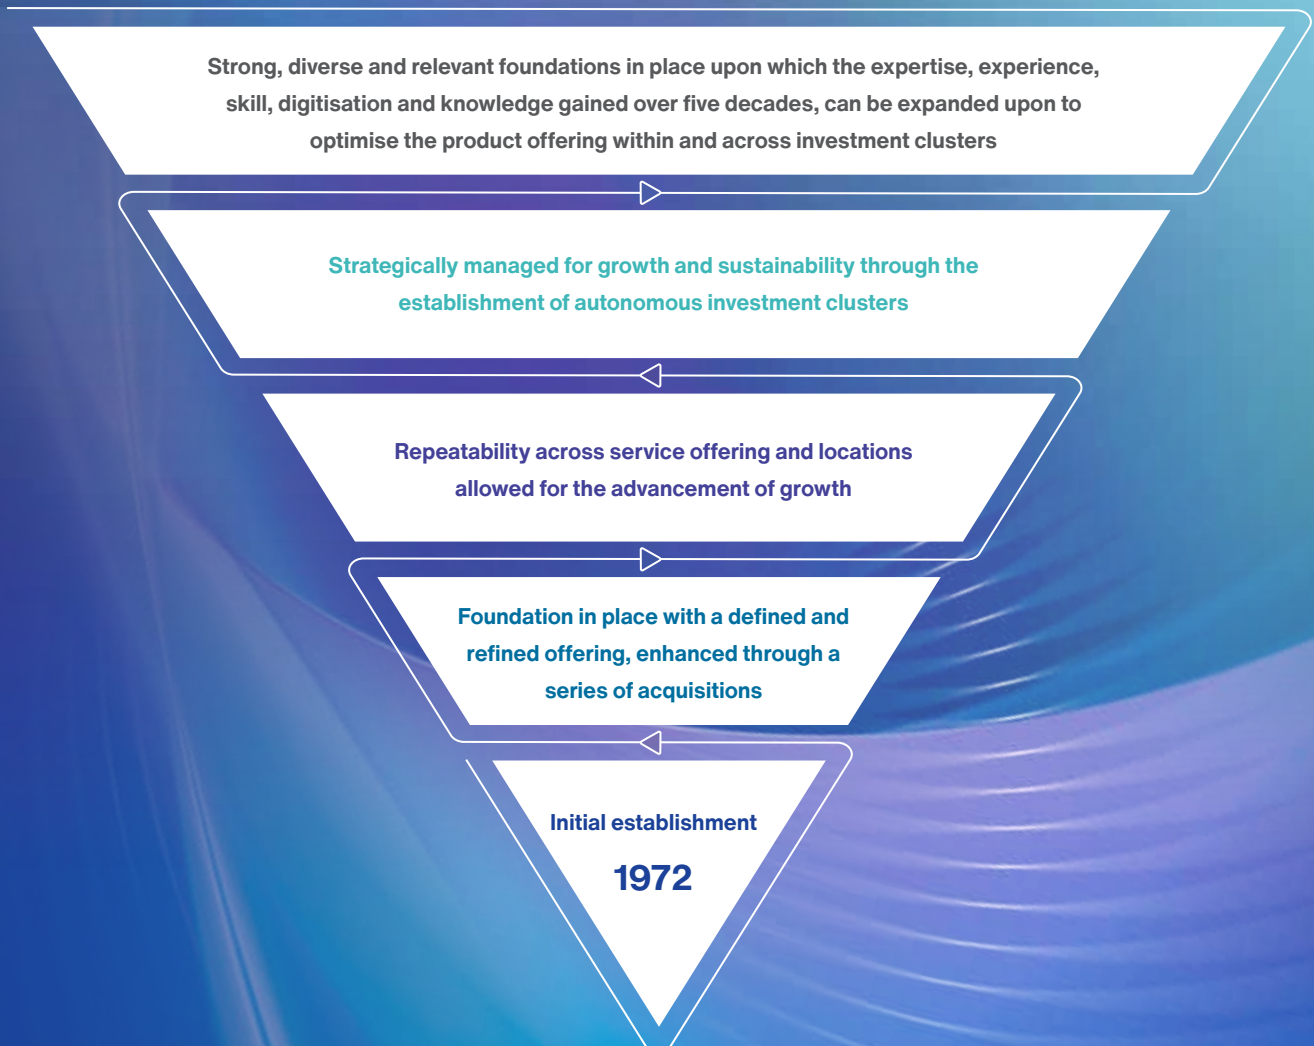 Strong, diverse and relevant foundations in place upon which the expertise, experience,
skill, digitisation and knowledge gained over five decades, can be expanded upon to
optimise the product offering within and across investment clusters
Strategically managed for growth and sustainability through the
establishment of autonomous investment clusters
Repeatability across service offering and locations
allowed for the advancement of growth
Foundation in place with a defined and
refined offering, enhanced through a
series of acquisitions
Initial establishment
1972